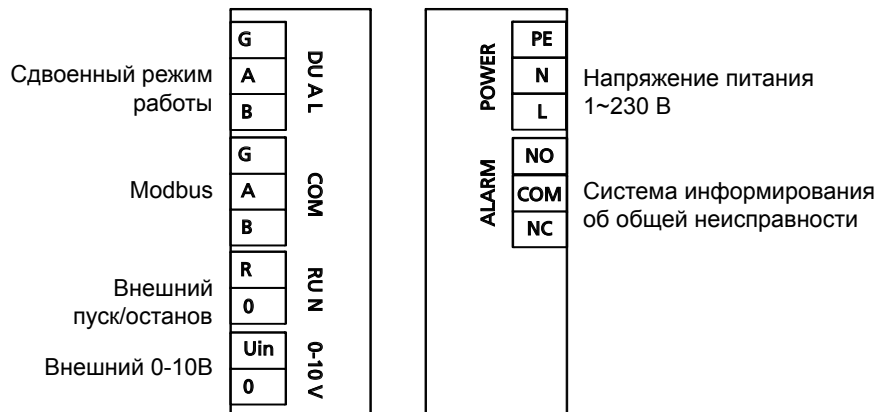 Сдвоенный режим
работы
G
A
B
DUAL
Modbus
G
A
B
COM
Внешний
пуск/останов
R
0
RUN
Внешний 0-10В
Uin
0
0-10 V
POWER
PE
N
L
Напряжение питания
1~230 В
ALARM
NO
COM
NC
Система информирования
об общей неисправности